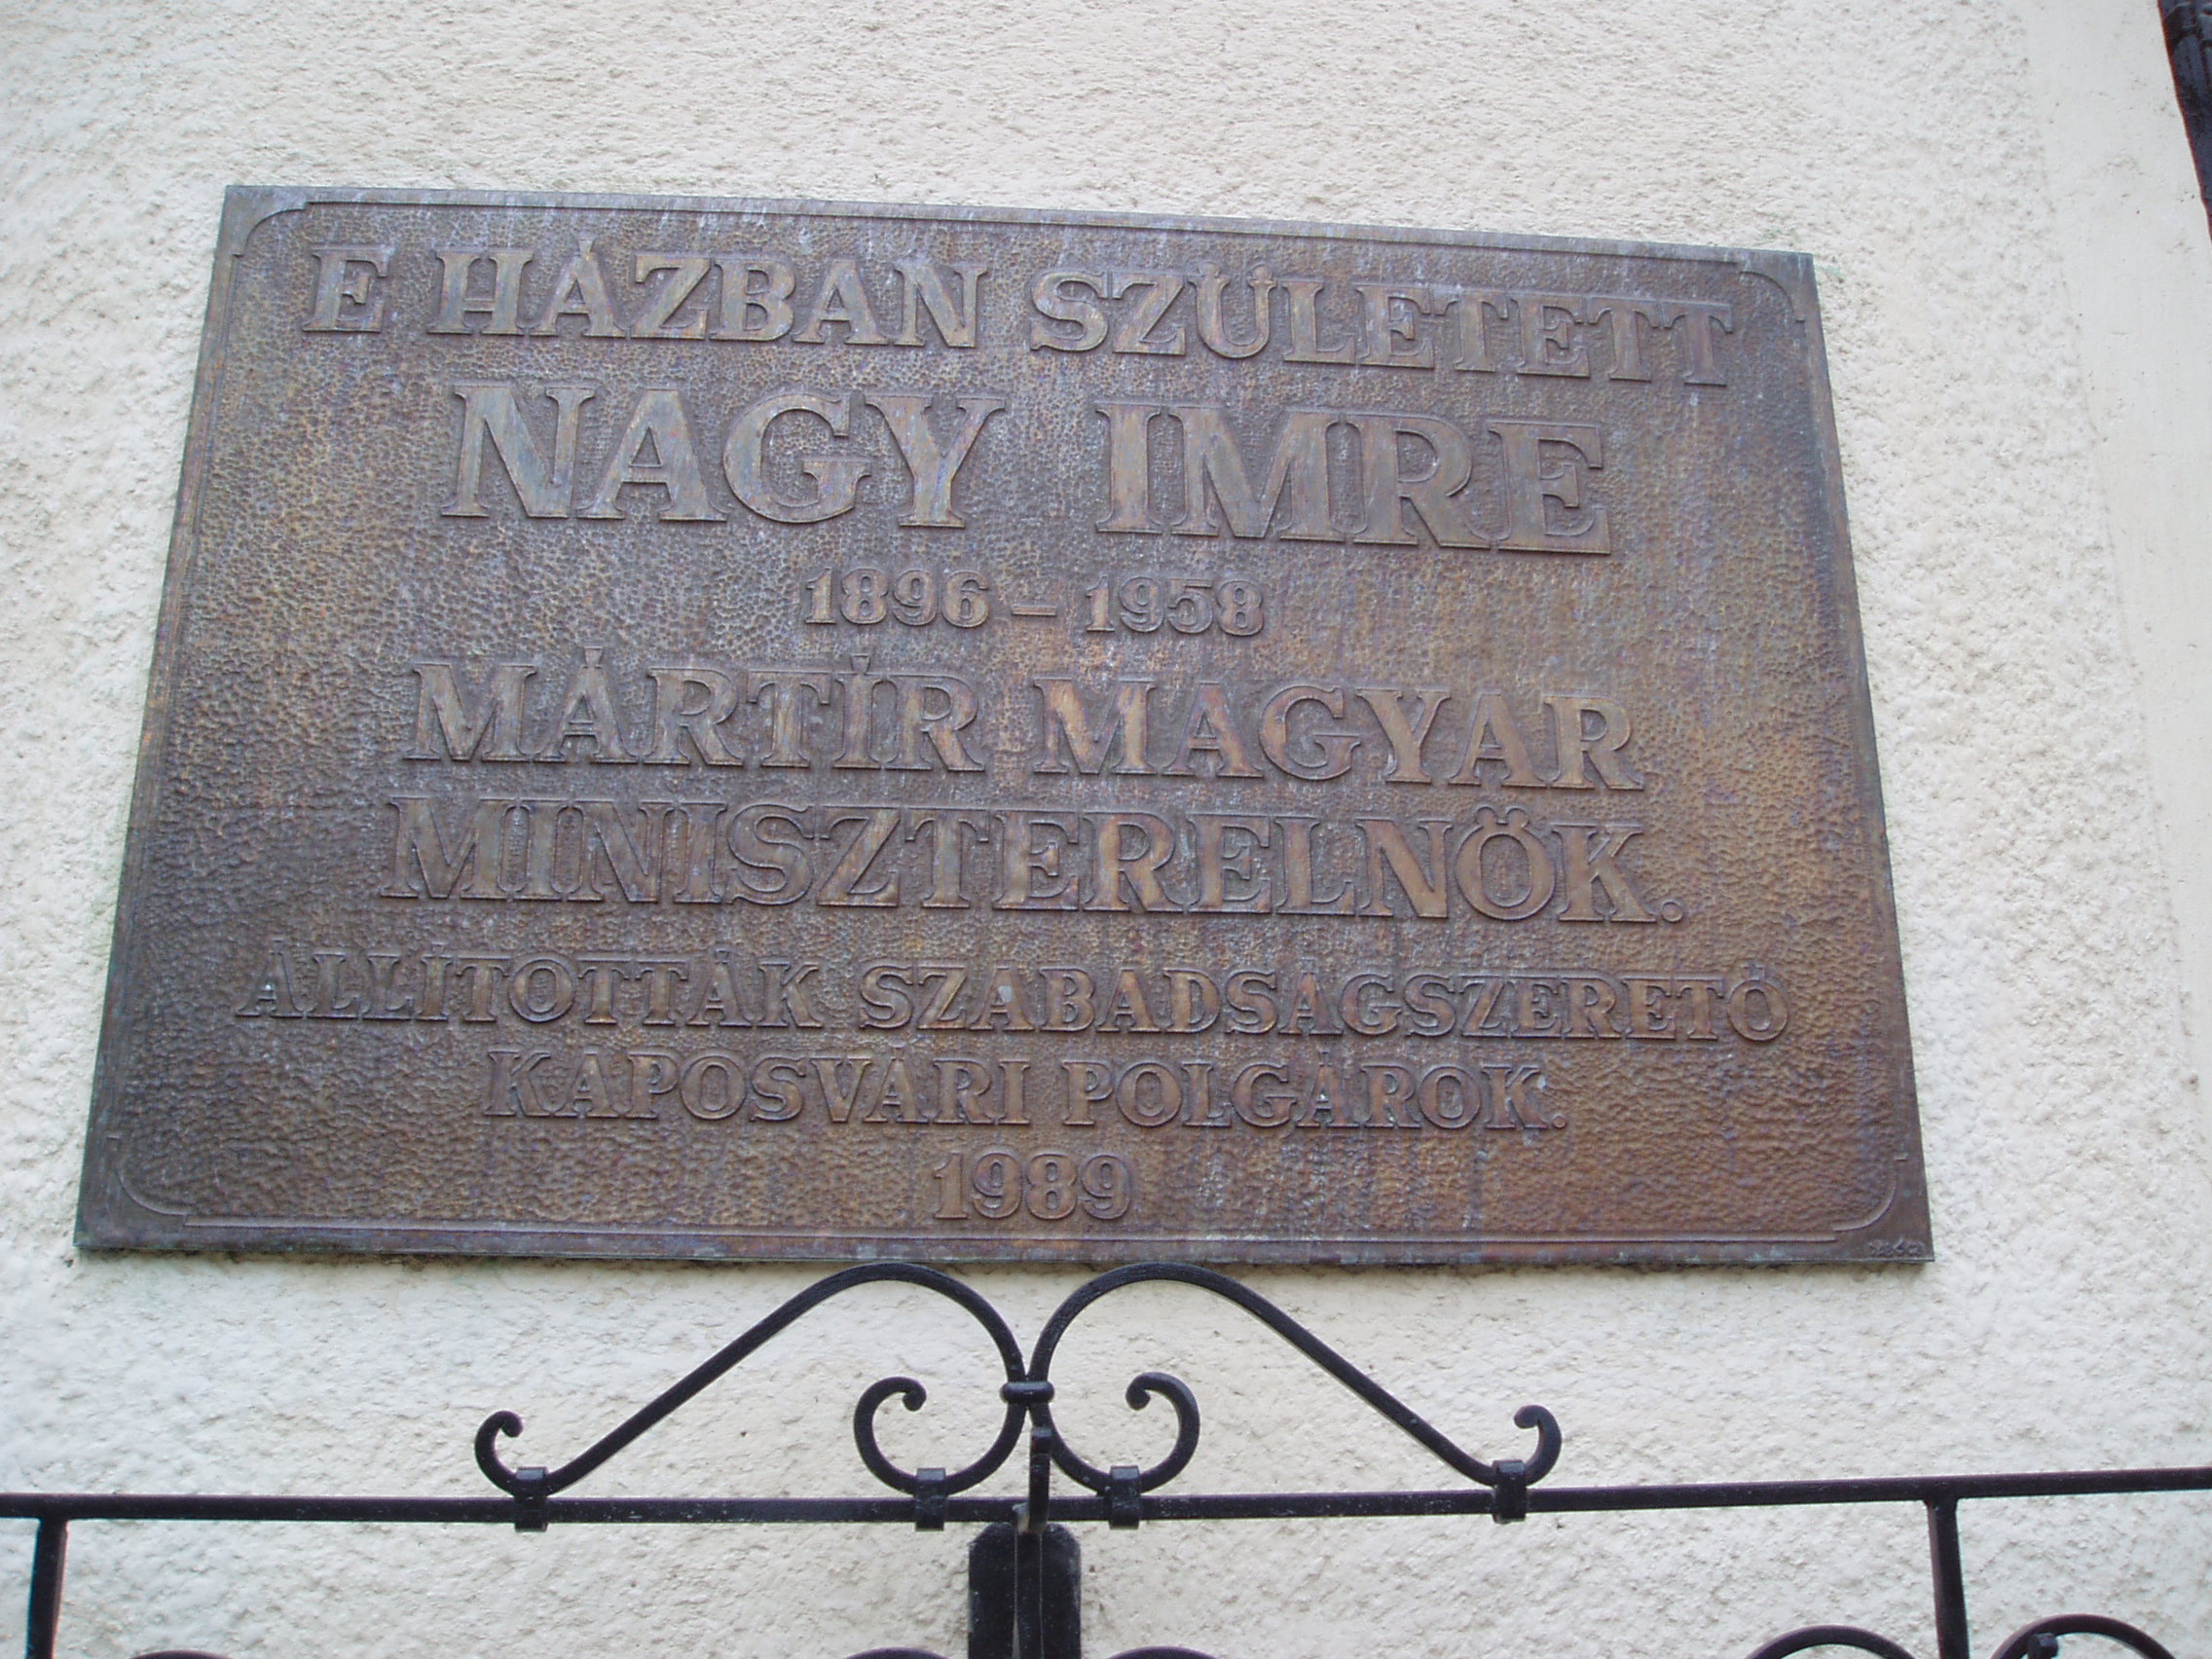 E HÁZBAN SZÜLETETT
NAGY IMRE
1896 – 1958
MÁRTÍR MAGYAR
MINISZTERELNÖK.
ÁLLÍTOTTÁK SZABADSÁGSZERETŐ
KAPOSVÁRI POLGÁROK.
1989